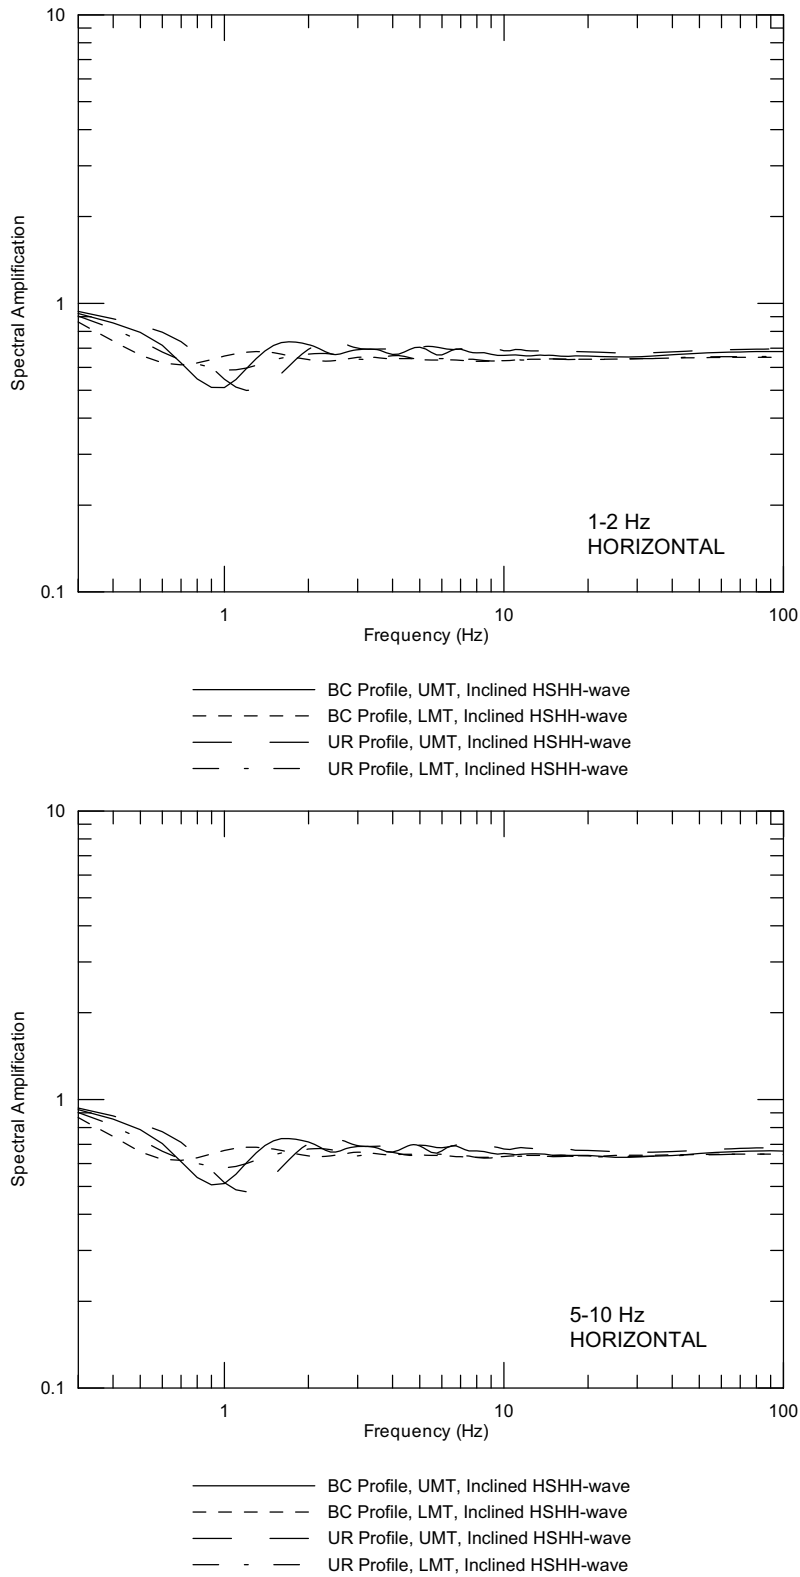 10
1
0.1
Spectral Amplification
1-2 Hz
HORIZONTAL
1
10
100
Frequency (Hz)
BC Profile, UMT, Inclined HSHH-wave
BC Profile, LMT, Inclined HSHH-wave
UR Profile, UMT, Inclined HSHH-wave
UR Profile, LMT, Inclined HSHH-wave
10
1
0.1
Spectral Amplification
5-10 Hz
HORIZONTAL
1
10
100
Frequency (Hz)
BC Profile, UMT, Inclined HSHH-wave
BC Profile, LMT, Inclined HSHH-wave
UR Profile, UMT, Inclined HSHH-wave
UR Profile, LMT, Inclined HSHH-wave